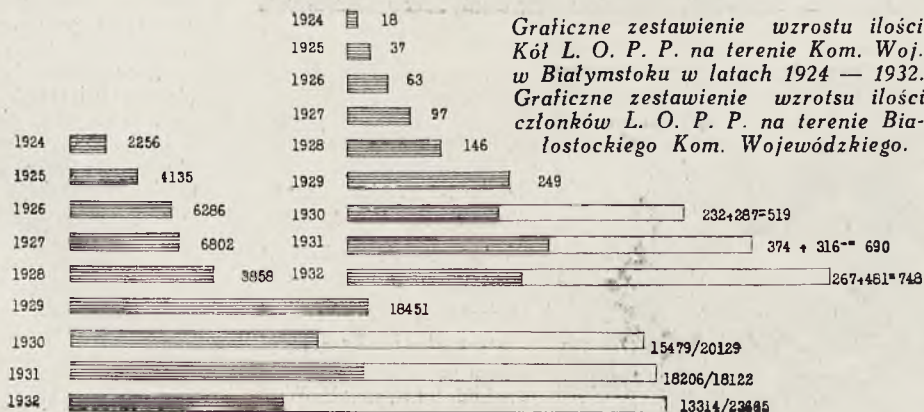 1924 18
1925 37
1926 63
1927 97
1928 146
1929 249
1930 232+287=519
1931 374 + 316= 690
1932 267+481=748
Graficzne zestawienie wzrostu ilości
Kół L. O. P. P. na terenie Kom. Woj.
w Białymstoku w latach 1924 — 1932.
Graficzne zestawienie wzrotsu ilości
członków L. O. P. P. na terenie Bia-
łostockiego Kom. Wojewódzkiego.
1924 2256
1925 4135
1926 6286
1927 6802
1928 3858
1929 18451
1930 15479/20129
1931 18206/18122
1932